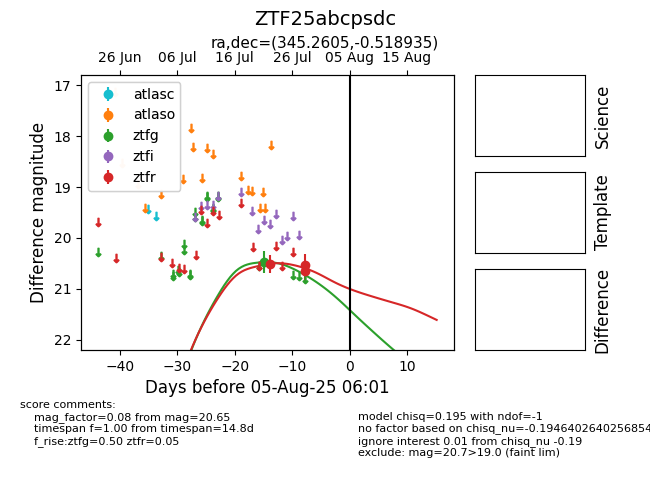 ZTF25abcpsdc
ra,dec=(345.2605,-0.518935)
26 Jun 06 Jul 16 Jul 26 Jul 05 Aug 15 Aug
atlasc
atlaso
ztfg
ztfi
ztfr
17
18
19
20
21
22
Difference magnitude
−40 −30 −20 −10 0 10
Days before 05-Aug-25 06:01
Science
Template
Difference
score comments:
mag_factor=0.08 from mag=20.65
timespan f=1.00 from timespan=14.8d
f_rise:ztfg=0.50 ztfr=0.05
model chisq=0.195 with ndof=-1
no factor based on chisq_nu=-0.1946402640256854
ignore interest 0.01 from chisq_nu -0.19
exclude: mag=20.7>19.0 (faint lim)